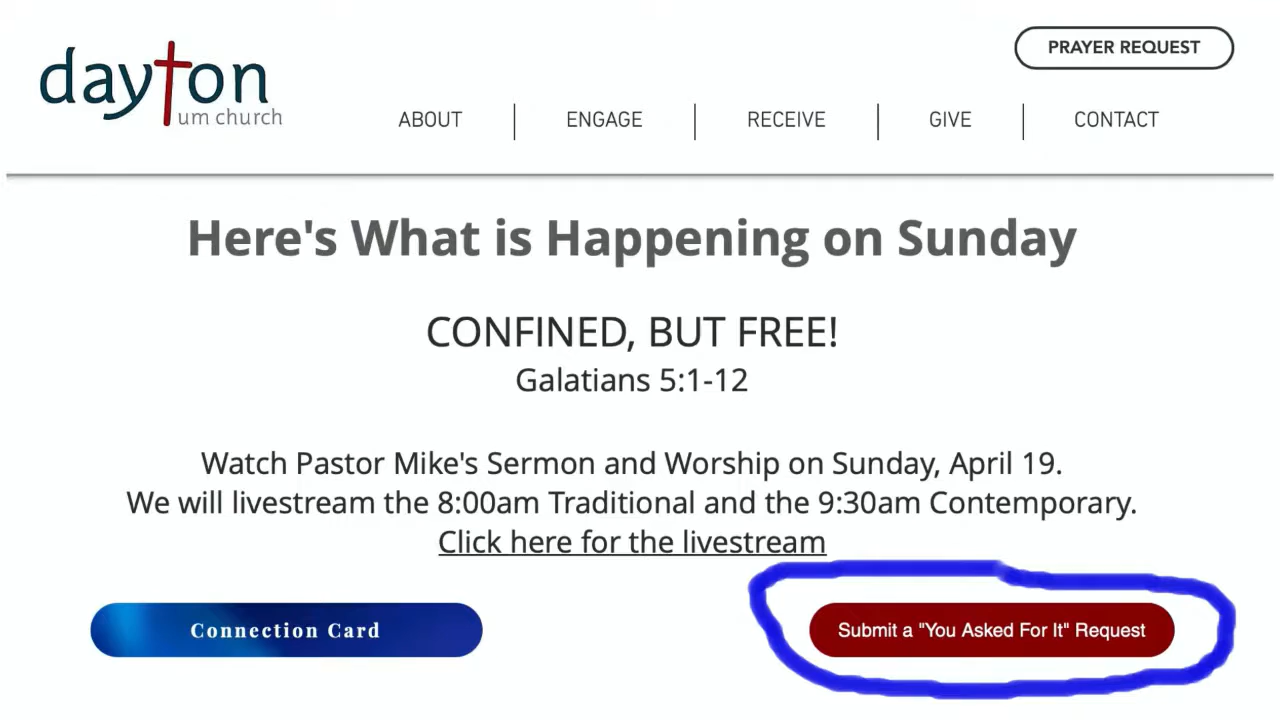 dayton
um church
PRAYER REQUEST
ABOUT
ENGAGE
RECEIVE
GIVE
CONTACT
Here's What is Happening on Sunday
CONFINED, BUT FREE!
Galatians 5:1-12
Watch Pastor Mike's Sermon and Worship on Sunday, April 19.
We will livestream the 8:00am Traditional and the 9:30am Contemporary.
Click here for the livestream
Connection Card
Submit a "You Asked For It" Request